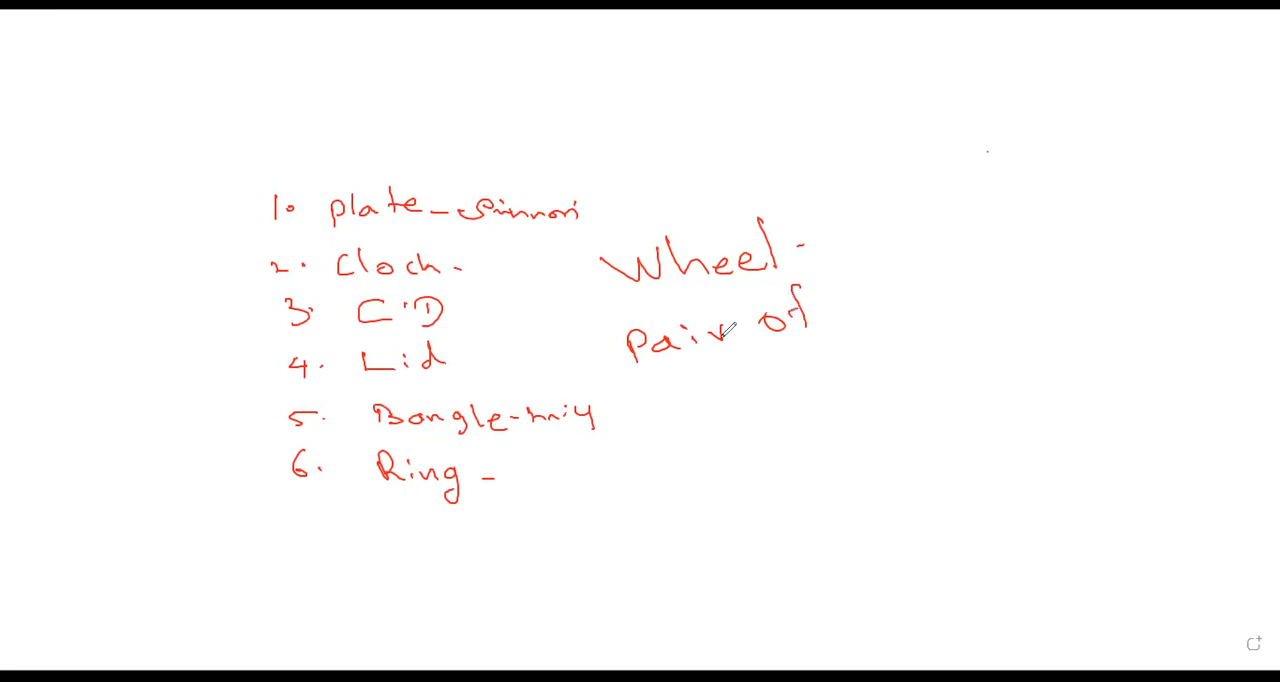 1. Plate -
2. Clock -
3. C.D
4. Lid
5. Bangle -
6. Ring -
Wheel -
Pair of